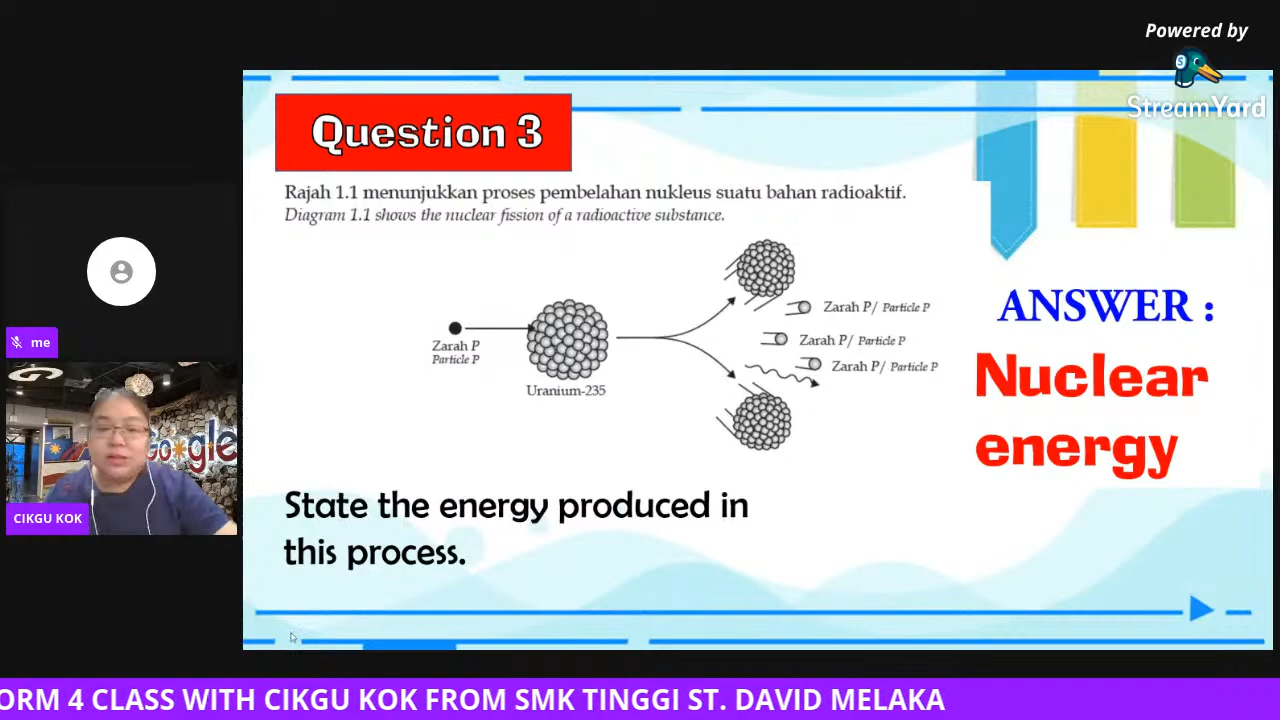 Powered by
StreamYard
Question 3
Rajah 1.1 menunjukkan proses pembelahan nukleus suatu bahan radioaktif.
Diagram 1.1 shows the nuclear fission of a radioactive substance.
Zarah P
Particle P
Uranium-235
Zarah P/ Particle P
Zarah P/ Particle P
Zarah P/ Particle P
ANSWER :
Nuclear
energy
State the energy produced in
this process.
me
Google
CIKGU KOK
ORM 4 CLASS WITH CIKGU KOK FROM SMK TINGGI ST. DAVID MELAKA